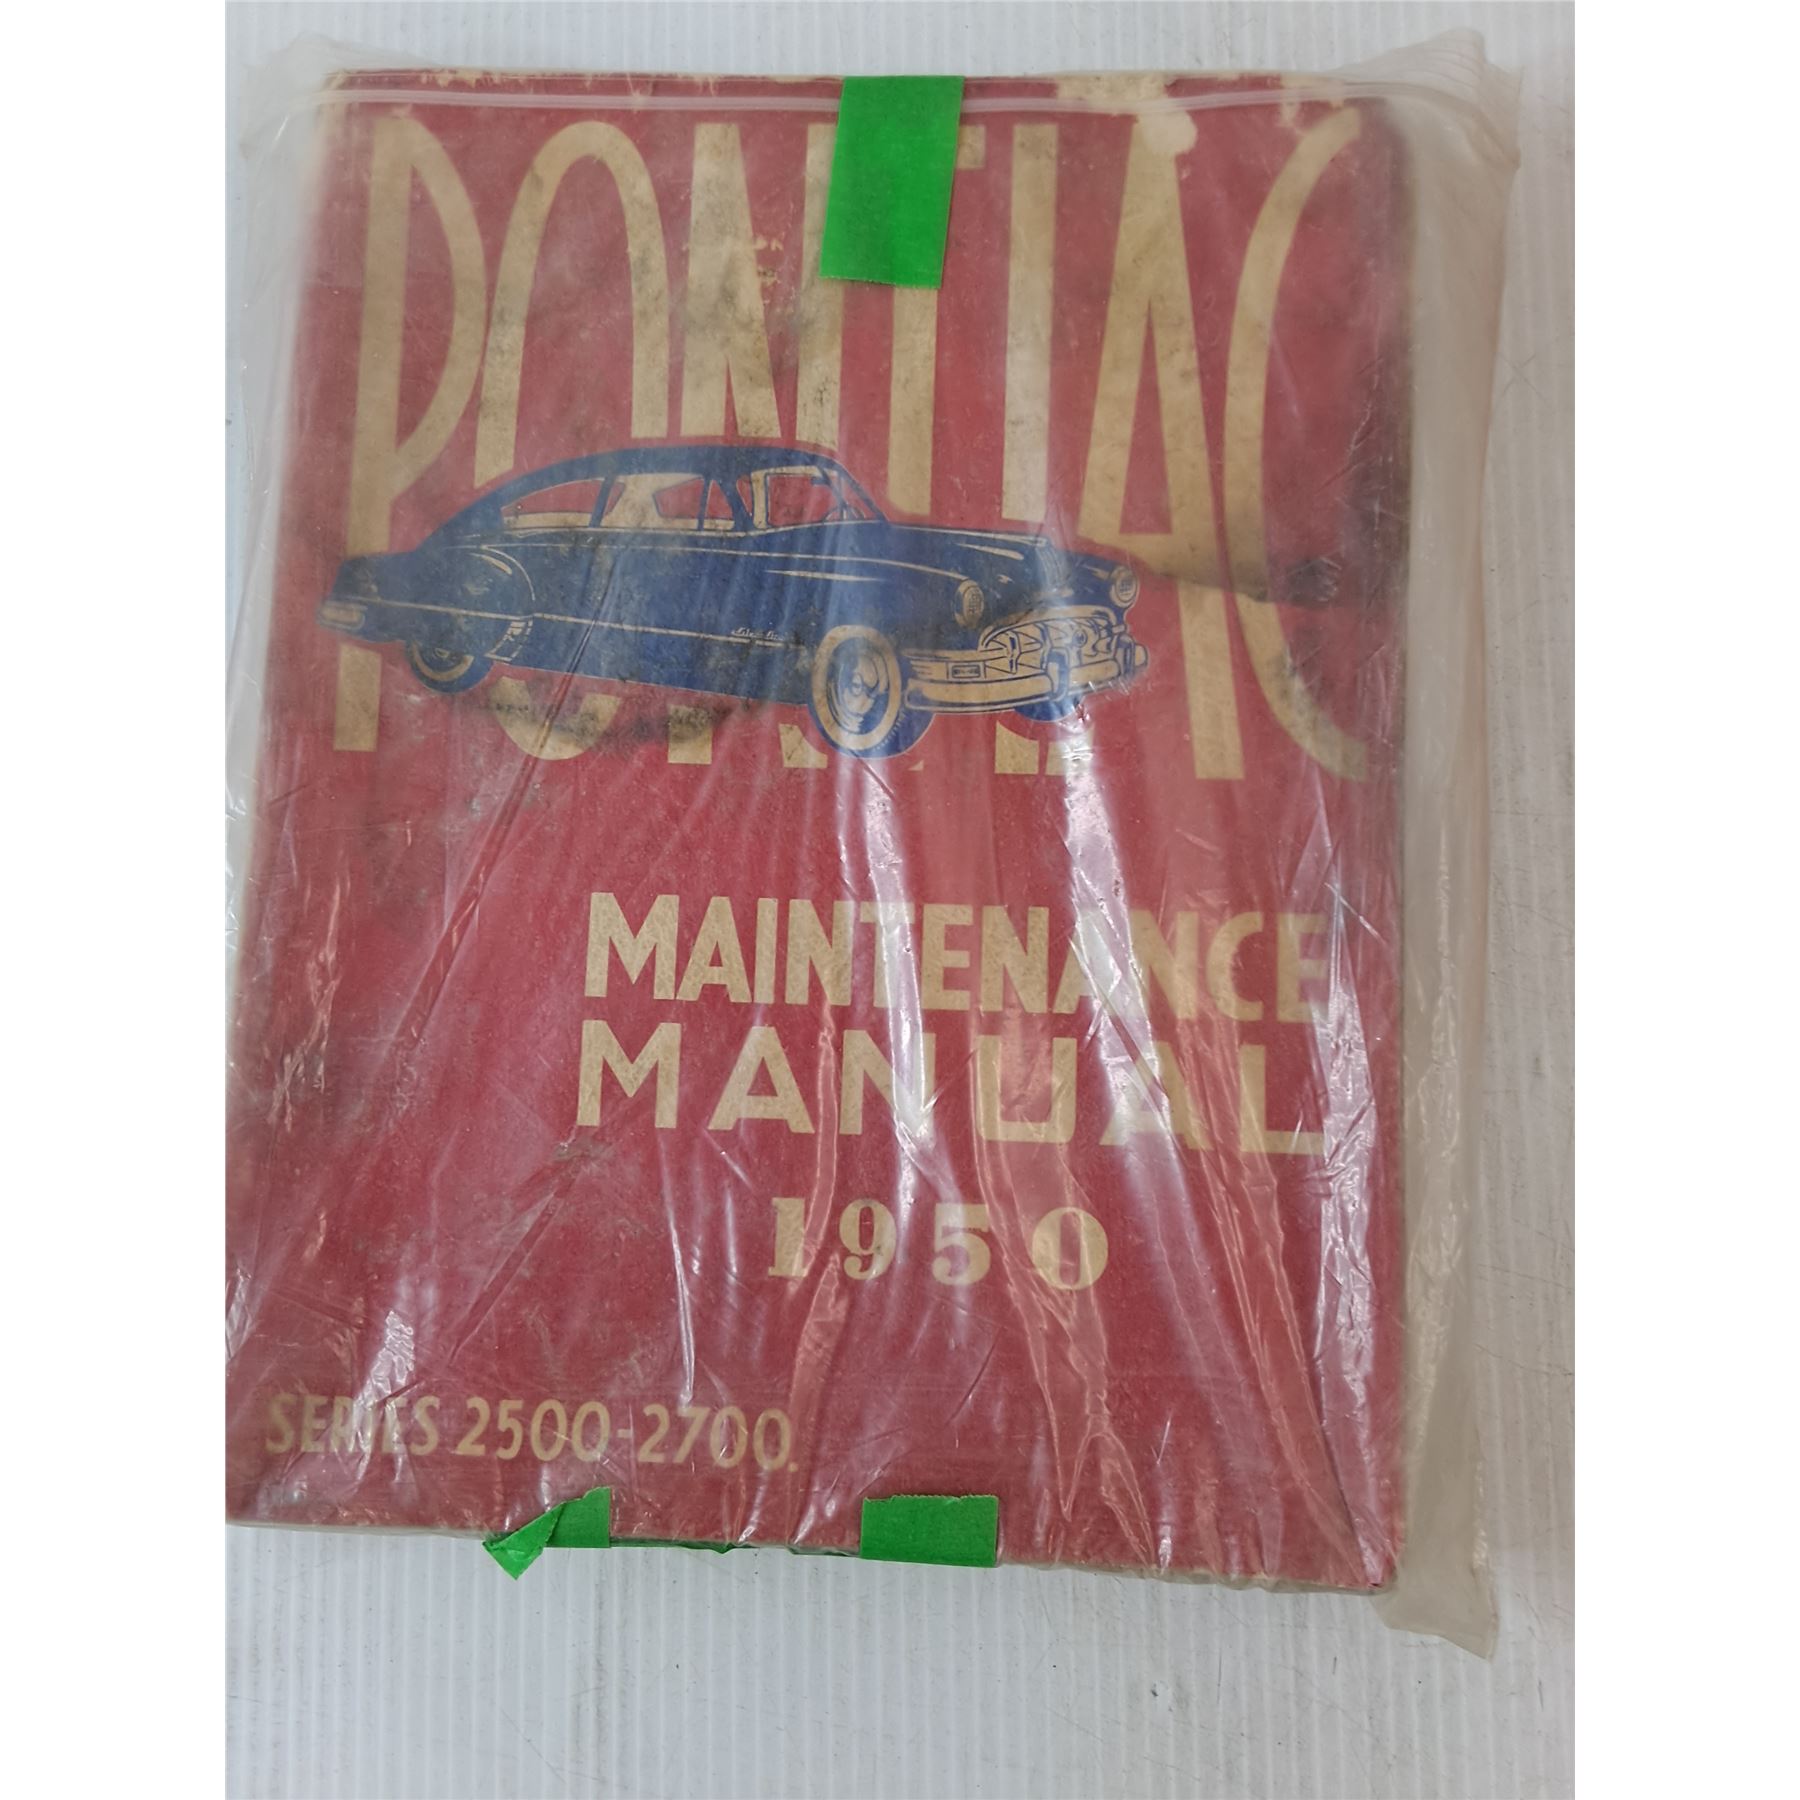 PONTIAC
MAINTENANCE
MANUAL
1950
SERIES 2500-2700.